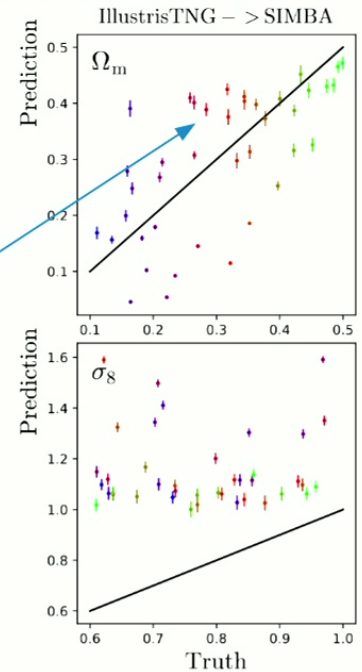 IllustrisTNG −> SIMBA
Prediction
Ωm
0.5
0.4
0.3
0.2
0.1
0.1 0.2 0.3 0.4 0.5
Prediction
σ8
1.6
1.4
1.2
1.0
0.8
0.6
0.6 0.7 0.8 0.9 1.0
Truth